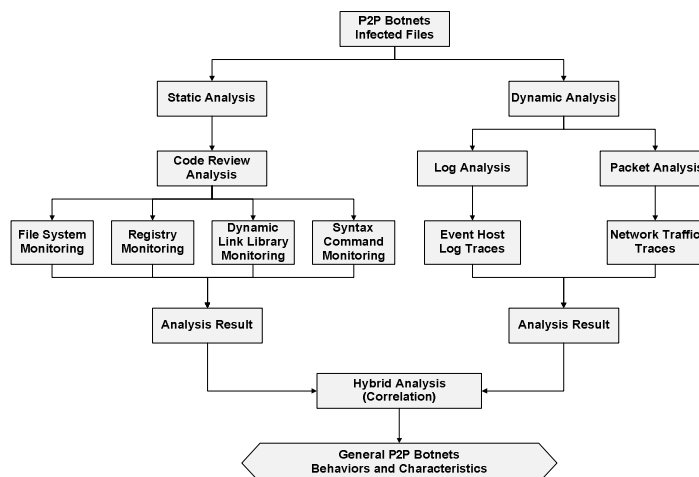 P2P Botnets
Infected Files
Static Analysis
Dynamic Analysis
Code Review
Analysis
Log Analysis
Packet Analysis
File System
Monitoring
Registry
Monitoring
Dynamic
Link Library
Monitoring
Syntax
Command
Monitoring
Event Host
Log Traces
Network Traffic
Traces
Analysis Result
Analysis Result
Hybrid Analysis
(Correlation)
General P2P Botnets
Behaviors and Characteristics